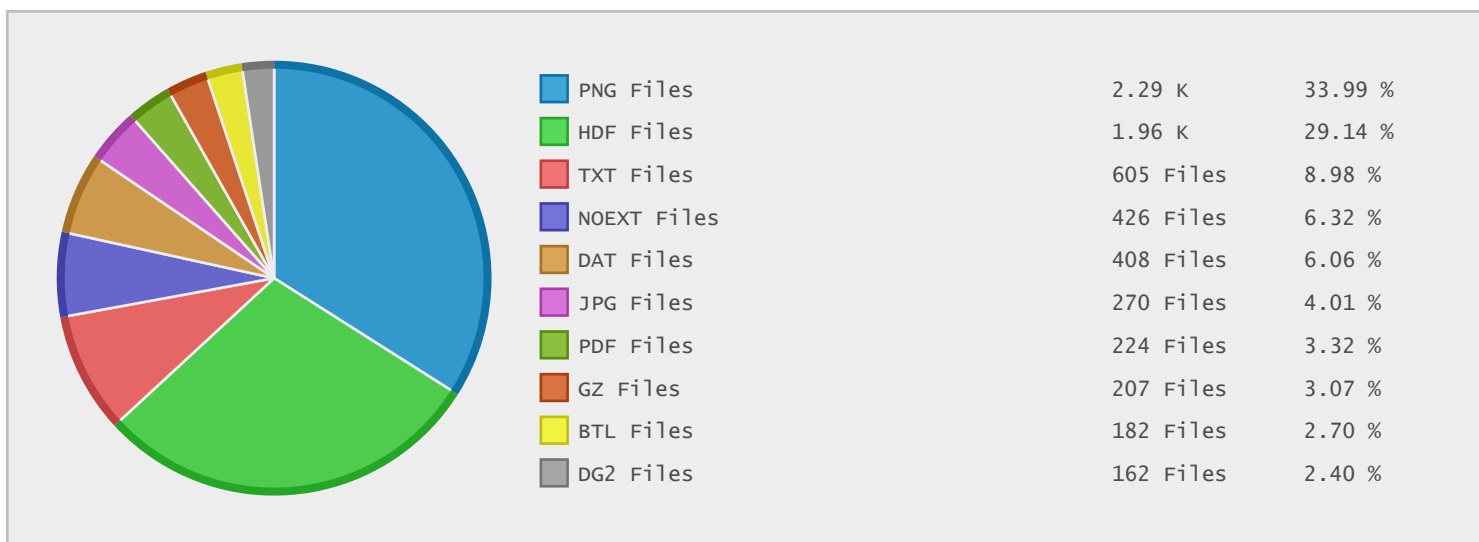 PNG Files 2.29 K 33.99 %
HDF Files 1.96 K 29.14 %
TXT Files 605 Files 8.98 %
NOEXT Files 426 Files 6.32 %
DAT Files 408 Files 6.06 %
JPG Files 270 Files 4.01 %
PDF Files 224 Files 3.32 %
GZ Files 207 Files 3.07 %
BTL Files 182 Files 2.70 %
DG2 Files 162 Files 2.40 %